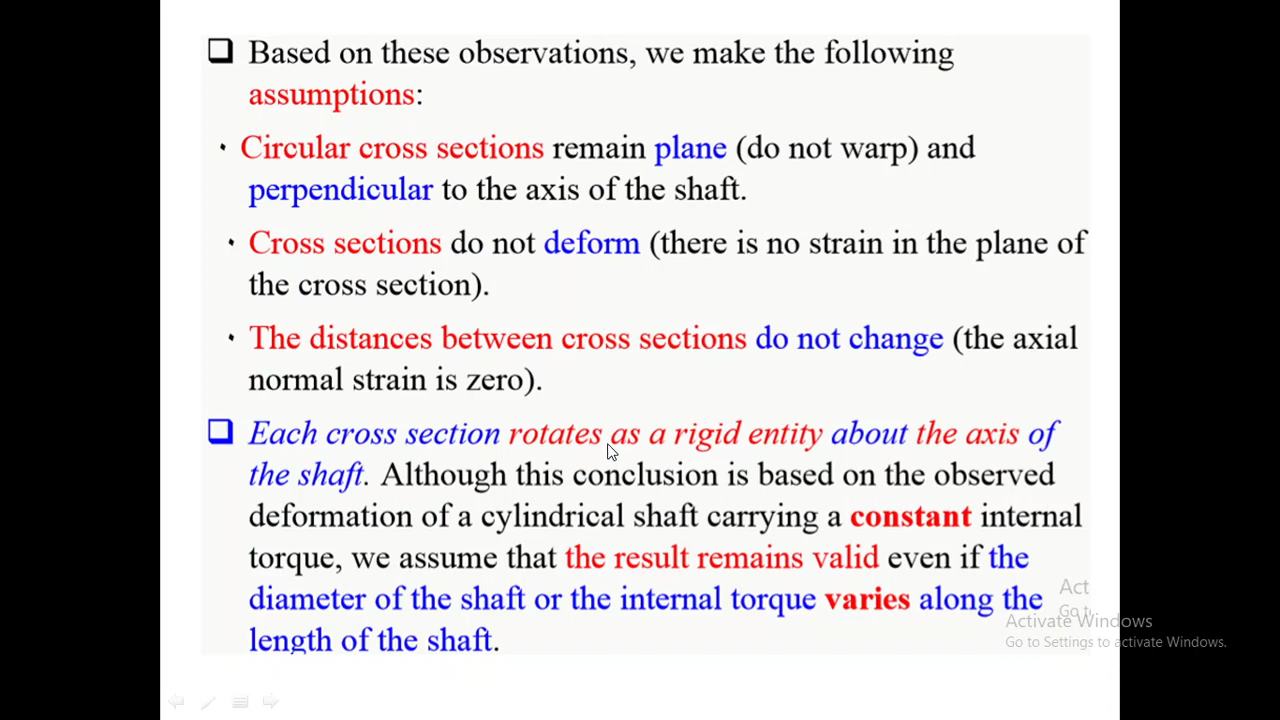 Based on these observations, we make the following
assumptions:
· Circular cross sections remain plane (do not warp) and
perpendicular to the axis of the shaft.
· Cross sections do not deform (there is no strain in the plane of
the cross section).
· The distances between cross sections do not change (the axial
normal strain is zero).
Each cross section rotates as a rigid entity about the axis of
the shaft. Although this conclusion is based on the observed
deformation of a cylindrical shaft carrying a constant internal
torque, we assume that the result remains valid even if the
diameter of the shaft or the internal torque varies along the
length of the shaft.
Act
Go t
Activate Windows
Go to Settings to activate Windows.